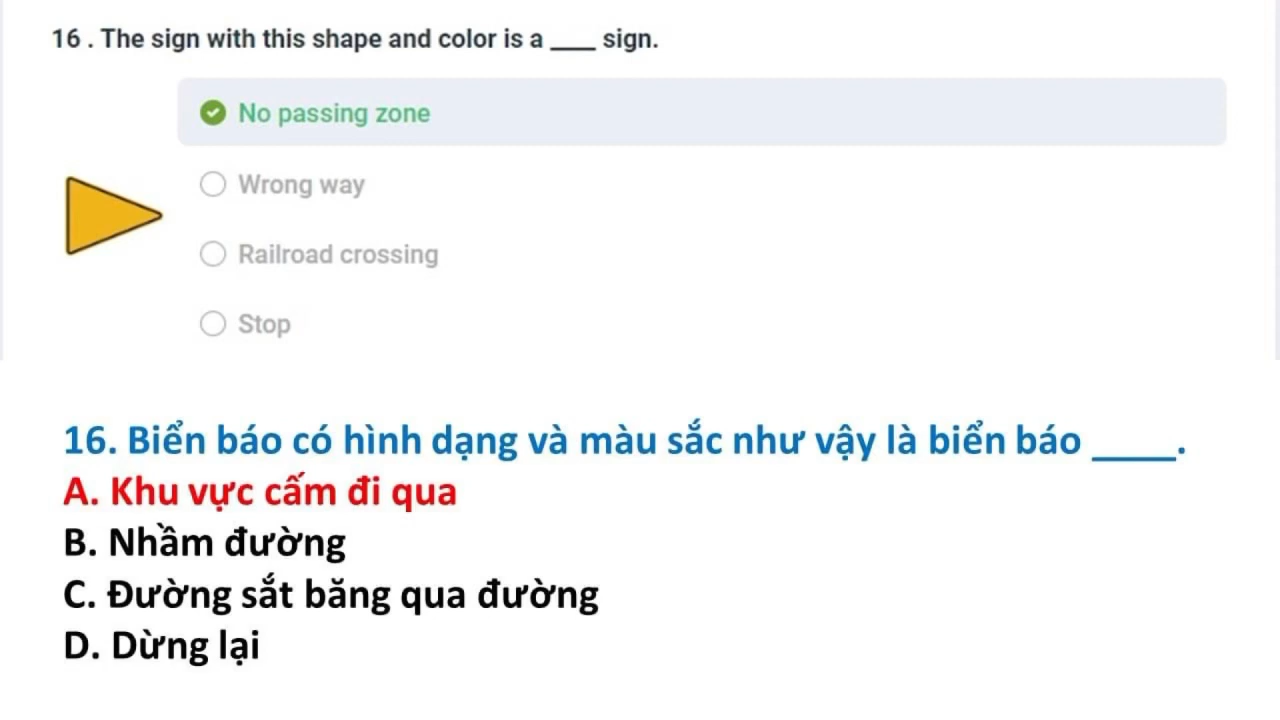 16 . The sign with this shape and color is a ____ sign.
No passing zone
Wrong way
Railroad crossing
Stop
16. Biển báo có hình dạng và màu sắc như vậy là biển báo _____.
A. Khu vực cấm đi qua
B. Nhầm đường
C. Đường sắt băng qua đường
D. Dừng lại